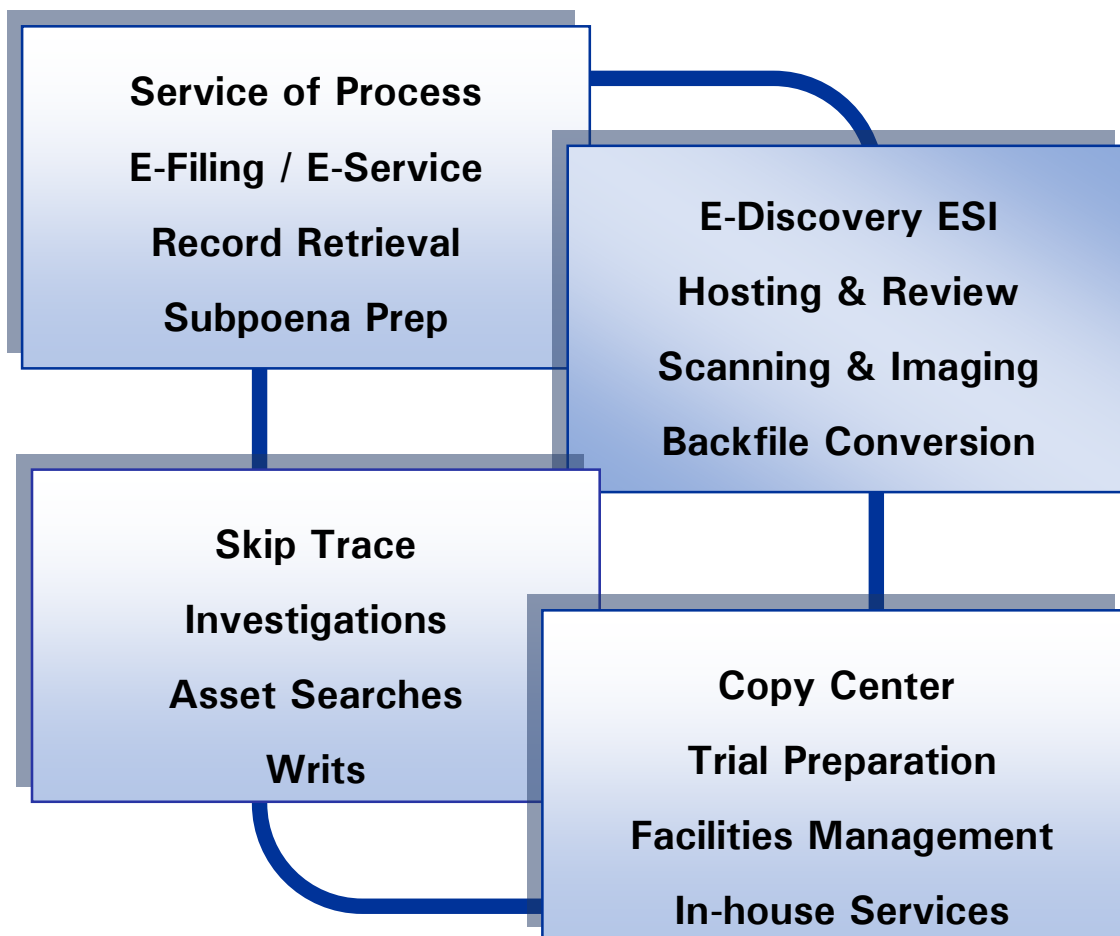 Service of Process
E-Filing / E-Service
Record Retrieval
Subpoena Prep
E-Discovery ESI
Hosting & Review
Scanning & Imaging
Backfile Conversion
Skip Trace
Investigations
Asset Searches
Writs
Copy Center
Trial Preparation
Facilities Management
In-house Services